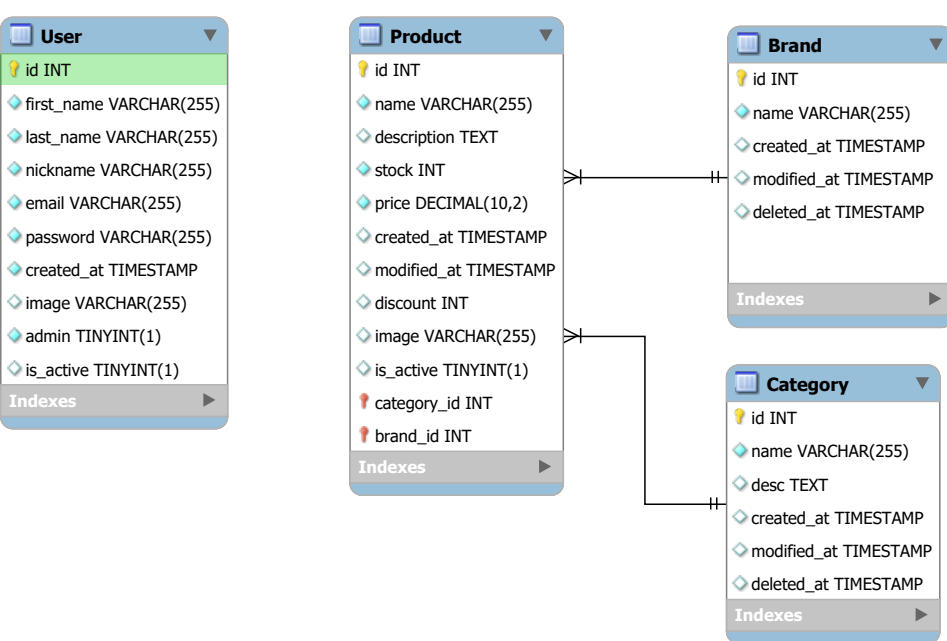 User
id INT
first_name VARCHAR(255)
last_name VARCHAR(255)
nickname VARCHAR(255)
email VARCHAR(255)
password VARCHAR(255)
created_at TIMESTAMP
image VARCHAR(255)
admin TINYINT(1)
is_active TINYINT(1)
Indexes
Product
id INT
name VARCHAR(255)
description TEXT
stock INT
price DECIMAL(10,2)
created_at TIMESTAMP
modified_at TIMESTAMP
discount INT
image VARCHAR(255)
is_active TINYINT(1)
category_id INT
brand_id INT
Indexes
Brand
id INT
name VARCHAR(255)
created_at TIMESTAMP
modified_at TIMESTAMP
deleted_at TIMESTAMP
Indexes
Category
id INT
name VARCHAR(255)
desc TEXT
created_at TIMESTAMP
modified_at TIMESTAMP
deleted_at TIMESTAMP
Indexes